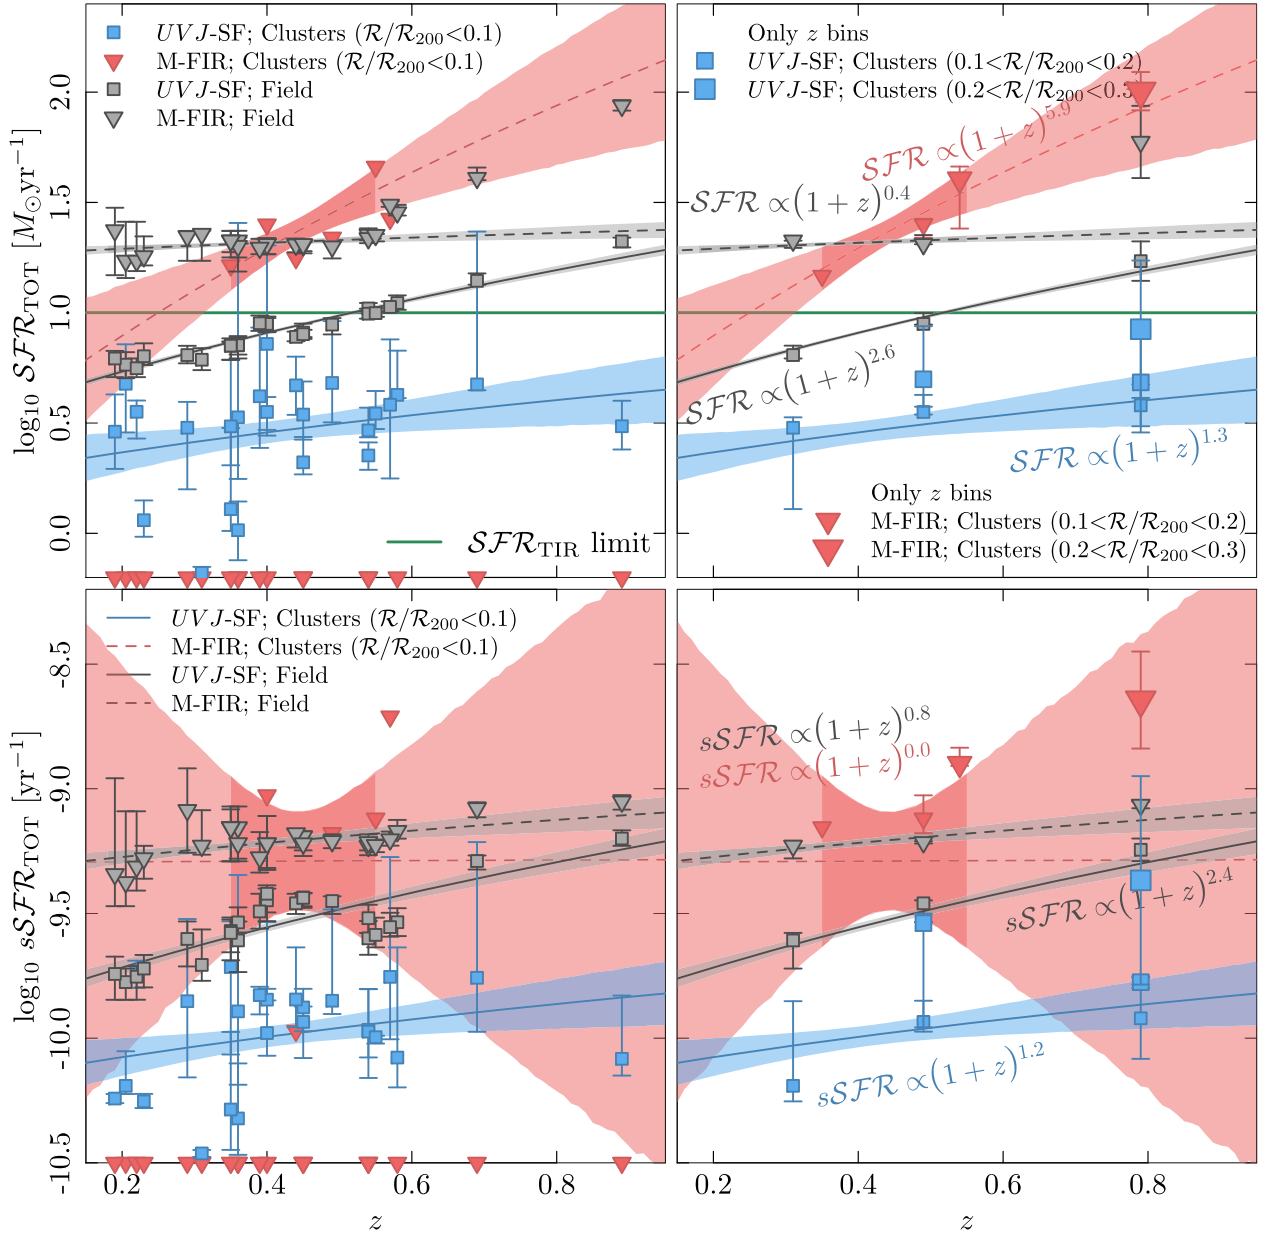 UVJ-SF; Clusters (R/R₂₀₀<0.1)
M-FIR; Clusters (R/R₂₀₀<0.1)
UVJ-SF; Field
M-FIR; Field
SFR_TIR limit
log₁₀ SFR_TOT [M⊙yr⁻¹]
2.0
1.5
1.0
0.5
0.0
Only z bins
UVJ-SF; Clusters (0.1<R/R₂₀₀<0.2)
UVJ-SF; Clusters (0.2<R/R₂₀₀<0.3)
SFR ∝(1 + z)^5.9
SFR ∝(1 + z)^0.4
SFR ∝(1 + z)^2.6
SFR ∝(1 + z)^1.3
Only z bins
M-FIR; Clusters (0.1<R/R₂₀₀<0.2)
M-FIR; Clusters (0.2<R/R₂₀₀<0.3)
UVJ-SF; Clusters (R/R₂₀₀<0.1)
M-FIR; Clusters (R/R₂₀₀<0.1)
UVJ-SF; Field
M-FIR; Field
log₁₀ sSFR_TOT [yr⁻¹]
-8.5
-9.0
-9.5
-10.0
-10.5
0.2 0.4 0.6 0.8
z
sSFR ∝(1 + z)^0.8
sSFR ∝(1 + z)^0.0
sSFR ∝(1 + z)^2.4
sSFR ∝(1 + z)^1.2
0.2 0.4 0.6 0.8
z